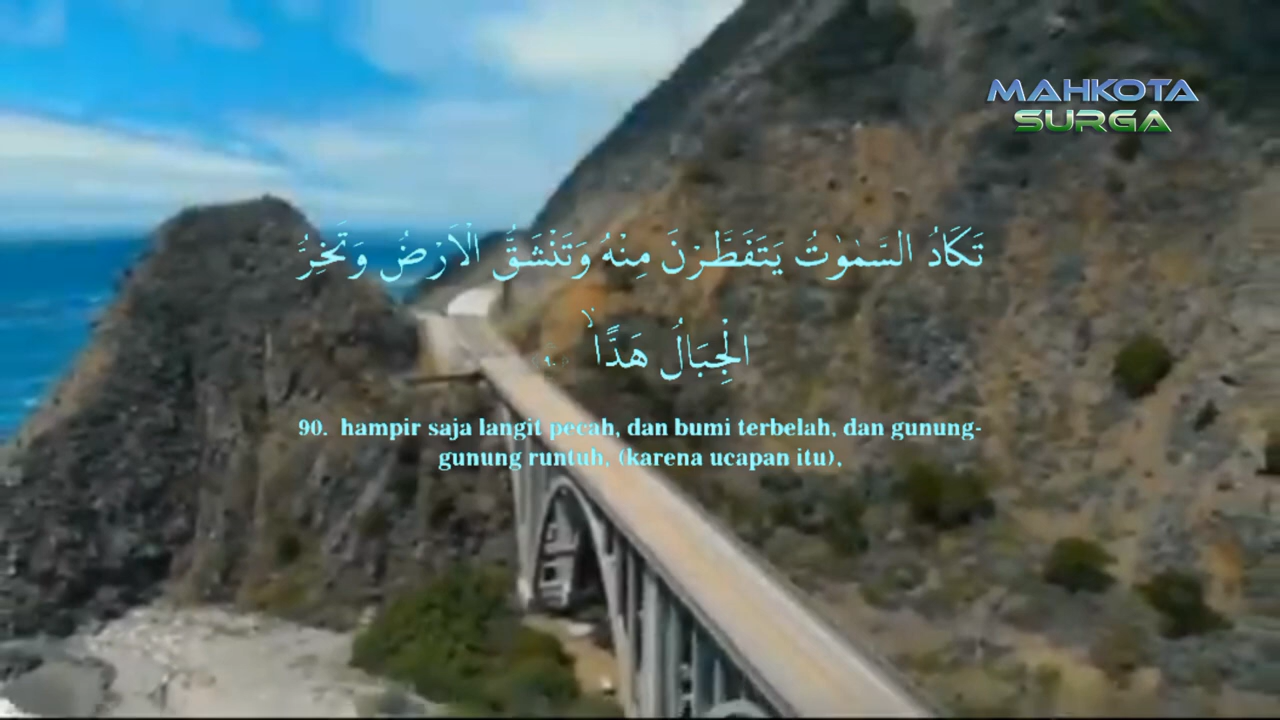 MAHKOTA
SURGA
تَكَادُ السَّمٰوٰتُ يَتَفَطَّرْنَ مِنْهُ وَتَنْشَقُّ الْاَرْضُ وَتَخِرُّ
الْجِبَالُ هَدًّاۙ ٩٠
90. hampir saja langit pecah, dan bumi terbelah, dan gunung-
gunung runtuh, (karena ucapan itu),